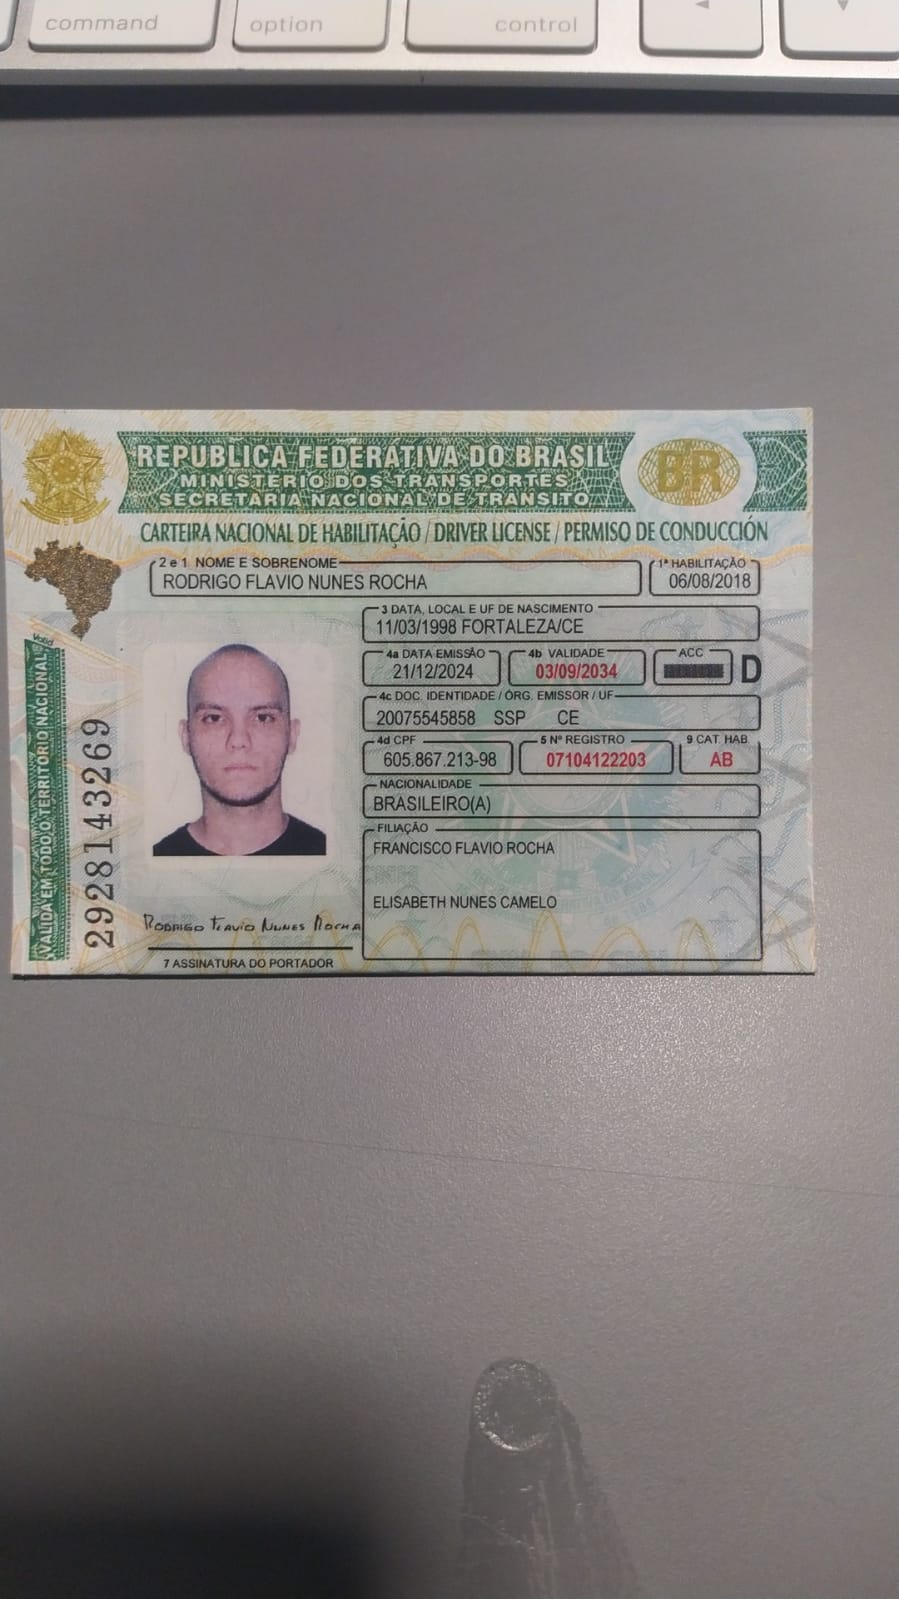 command
option
control
REPÚBLICA FEDERATIVA DO BRASIL
MINISTÉRIO DOS TRANSPORTES
SECRETARIA NACIONAL DE TRÂNSITO
BR
CARTEIRA NACIONAL DE HABILITAÇÃO / DRIVER LICENSE / PERMISO DE CONDUCCIÓN
2 e 1 NOME E SOBRENOME
RODRIGO FLAVIO NUNES ROCHA
1ª HABILITAÇÃO
06/08/2018
3 DATA, LOCAL E UF DE NASCIMENTO
11/03/1998 FORTALEZA/CE
4a DATA EMISSÃO
21/12/2024
4b VALIDADE
03/09/2034
ACC
D
4c DOC. IDENTIDADE / ÓRG. EMISSOR / UF
20075545858 SSP CE
4d CPF
605.867.213-98
5 Nº REGISTRO
07104122203
9 CAT. HAB.
AB
NACIONALIDADE
BRASILEIRO(A)
FILIAÇÃO
FRANCISCO FLAVIO ROCHA
ELISABETH NUNES CAMELO
Rodrigo Flavio Nunes Rocha
7 ASSINATURA DO PORTADOR
VÁLIDA EM TODO O TERRITÓRIO NACIONAL
Valid
2928143269